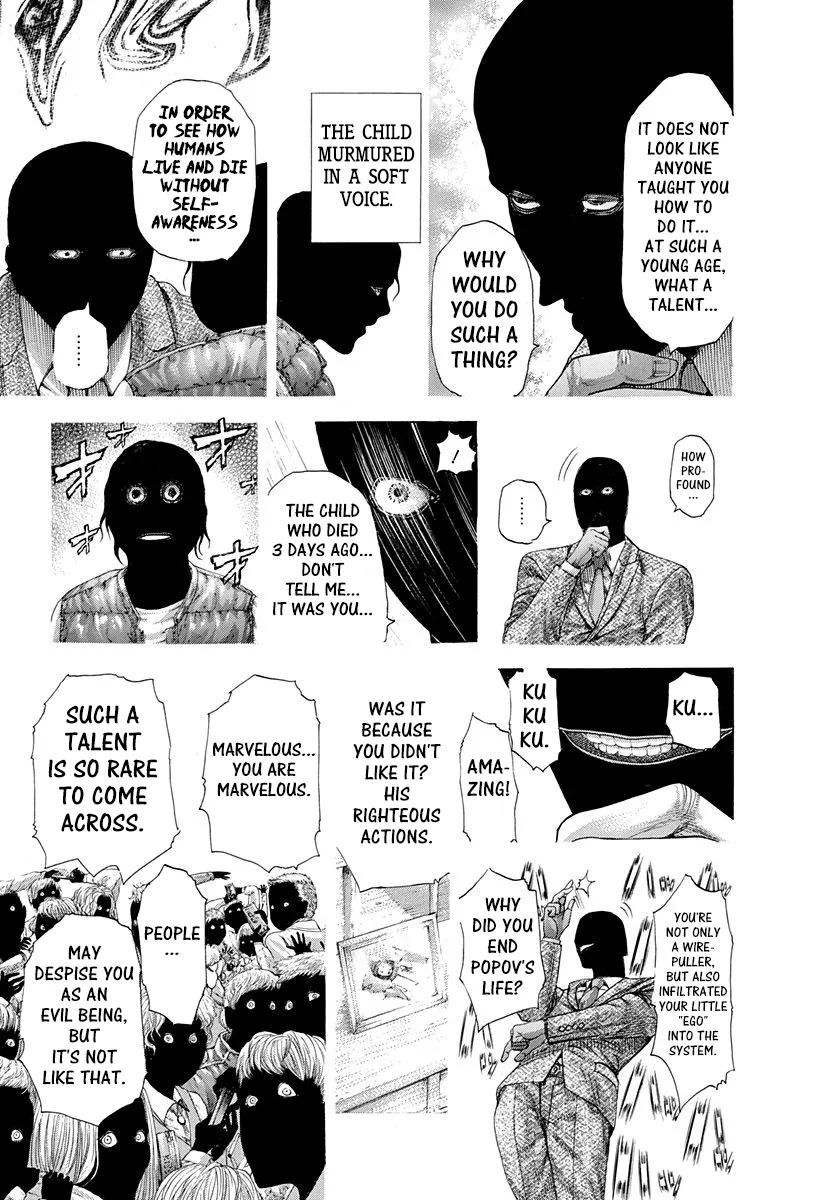 IT DOES NOT
LOOK LIKE
ANYONE
TAUGHT YOU
HOW TO
DO IT...
AT SUCH A
YOUNG AGE,
WHAT A
TALENT...
WHY
WOULD
YOU DO
SUCH A
THING?
THE CHILD
MURMURED
IN A SOFT
VOICE.
IN ORDER
TO SEE HOW
HUMANS
LIVE AND DIE
WITHOUT
SELF-
AWARENESS
...
......
HOW
PRO-
FOUND
...
......
!
THE CHILD
WHO DIED
3 DAYS AGO...
DON'T
TELL ME...
IT WAS YOU...
キ
キ
キ
キ
キ
KU...
KU
KU
KU.
AMA-
ZING!
WAS IT
BECAUSE
YOU DIDN'T
LIKE IT?
HIS
RIGHTEOUS
ACTIONS.
MARVELOUS...
YOU ARE
MARVELOUS.
SUCH A
TALENT
IS SO RARE
TO COME
ACROSS.
YOU'RE
NOT ONLY
A WIRE-
PULLER,
BUT ALSO
INFILTRATED
YOUR LITTLE
"EGO"
INTO THE
SYSTEM.
WHY
DID YOU
END
POPOV'S
LIFE?
PEOPLE
...
MAY
DESPISE YOU
AS AN
EVIL BEING,
BUT
IT'S NOT
LIKE THAT.